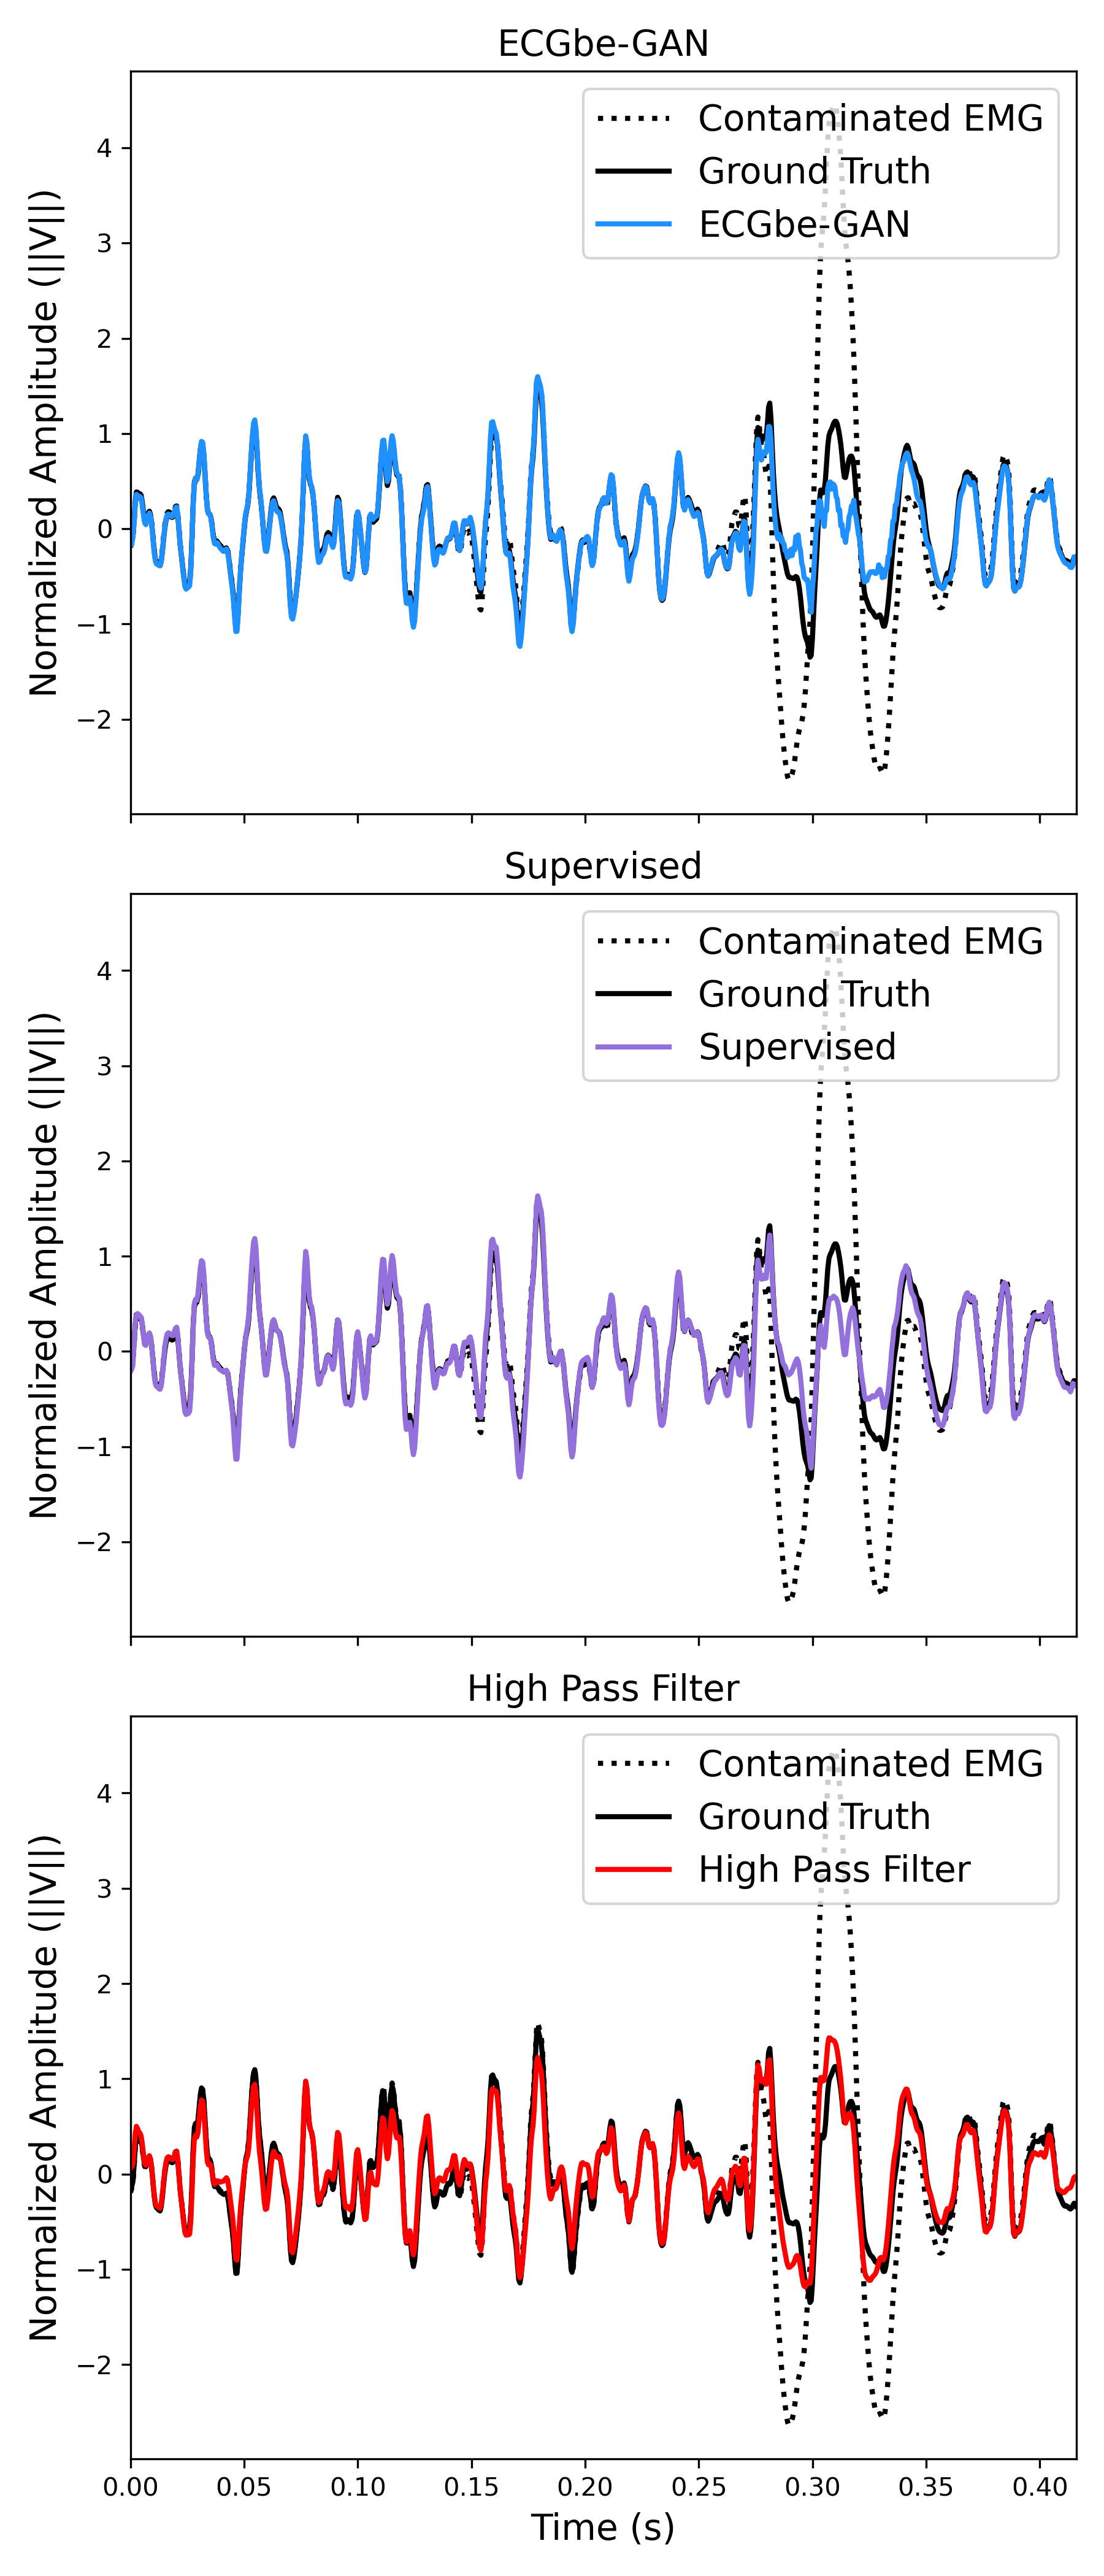 ECGbe-GAN
Contaminated EMG
Ground Truth
ECGbe-GAN
Normalized Amplitude (||V||)
4
3
2
1
0
−1
−2
Supervised
Contaminated EMG
Ground Truth
Supervised
Normalized Amplitude (||V||)
4
3
2
1
0
−1
−2
High Pass Filter
Contaminated EMG
Ground Truth
High Pass Filter
Normalized Amplitude (||V||)
4
3
2
1
0
−1
−2
0.00 0.05 0.10 0.15 0.20 0.25 0.30 0.35 0.40
Time (s)